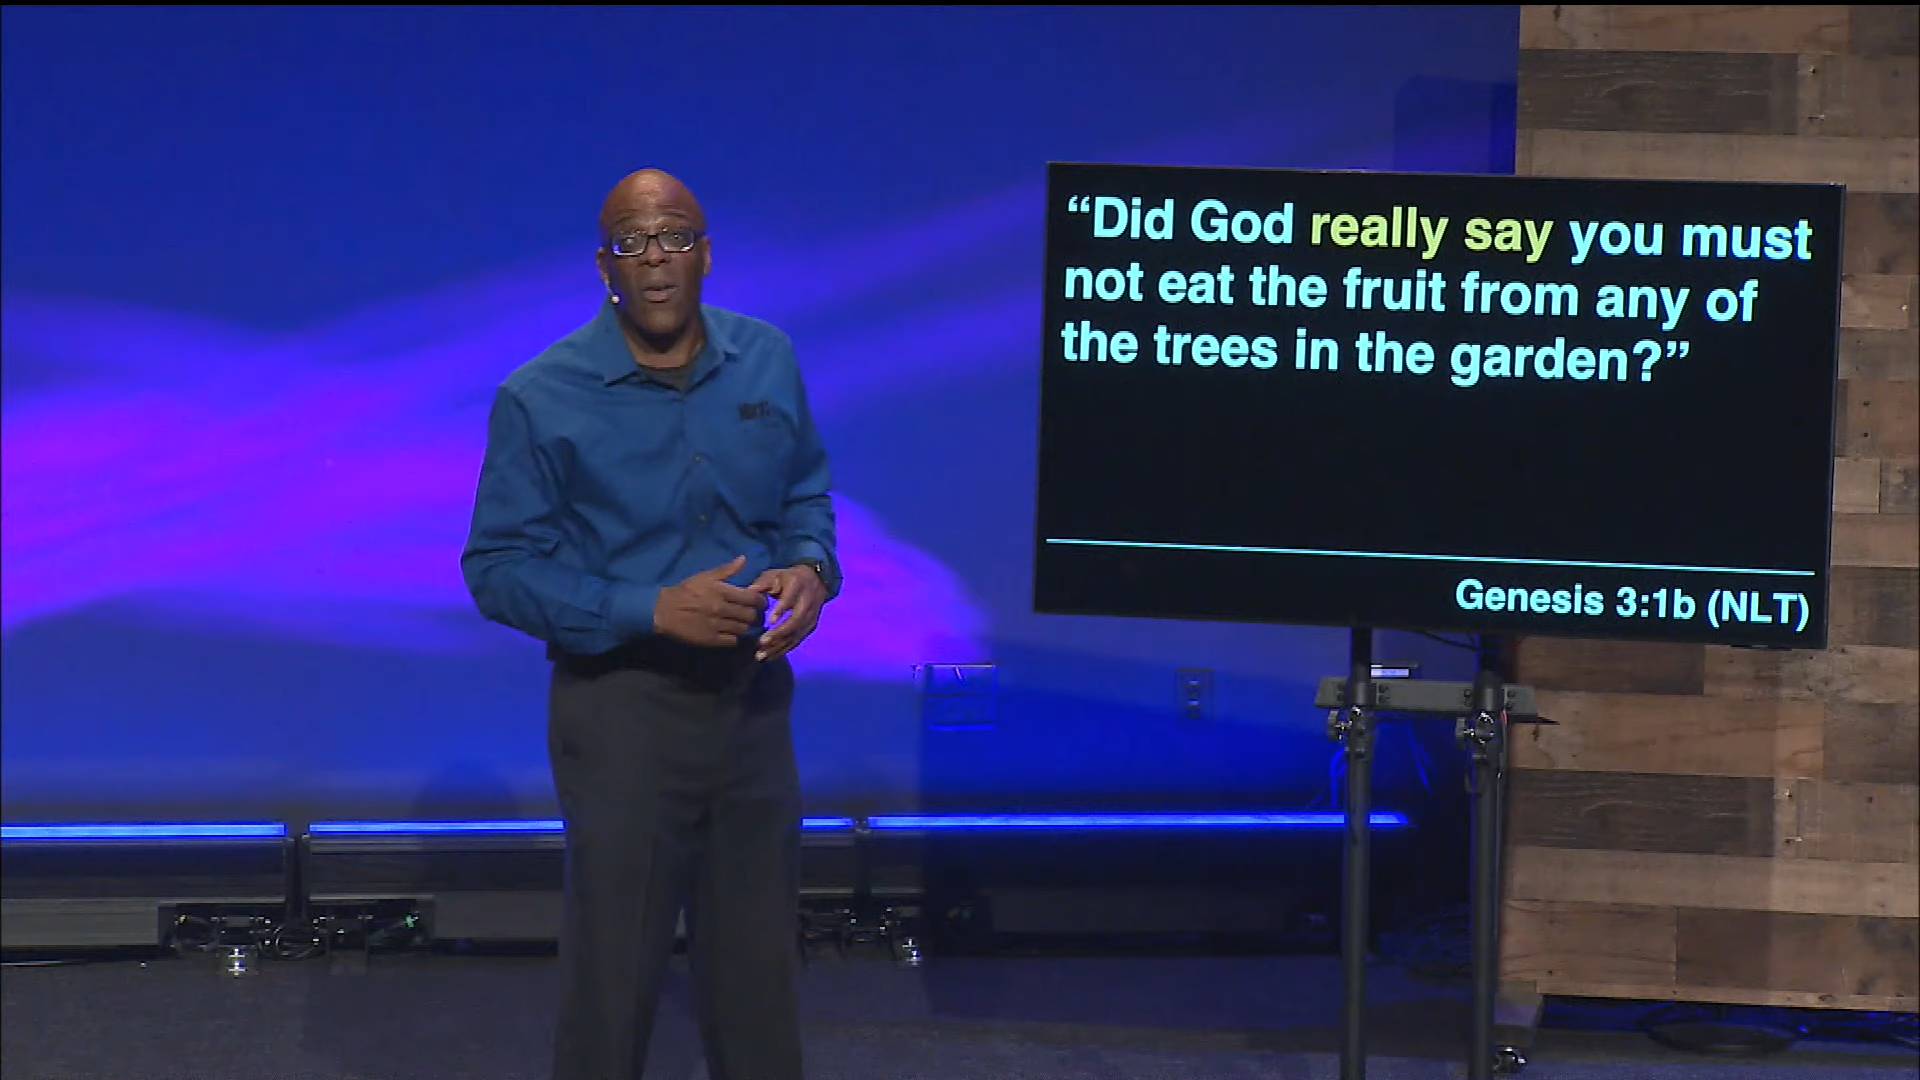 “Did God really say you must
not eat the fruit from any of
the trees in the garden?”
Genesis 3:1b (NLT)